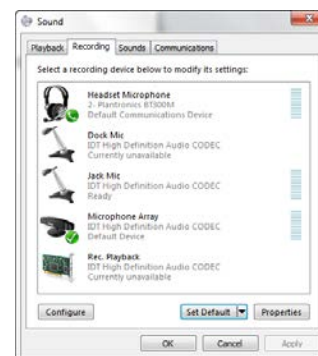 Sound
Playback Recording Sounds Communications
Select a recording device below to modify its settings:
Headset Microphone
2- Plantronics BT300M
Default Communications Device
Dock Mic
IDT High Definition Audio CODEC
Currently unavailable
Jack Mic
IDT High Definition Audio CODEC
Ready
Microphone Array
IDT High Definition Audio CODEC
Default Device
Rec. Playback
IDT High Definition Audio CODEC
Currently unavailable
Configure Set Default Properties
OK Cancel Apply